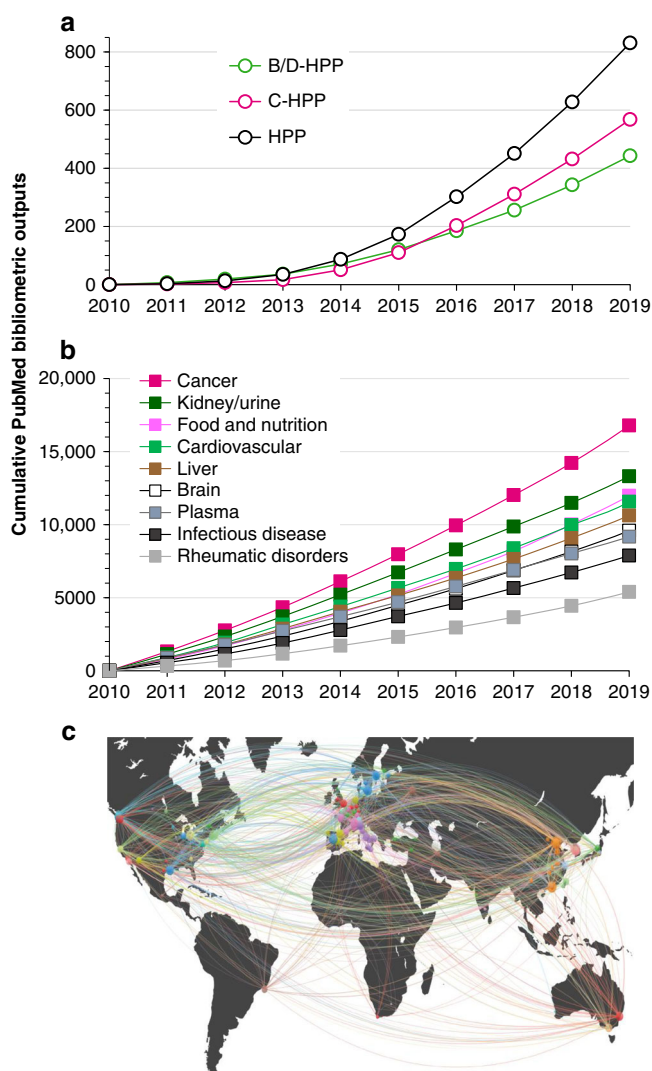 a
Cumulative PubMed bibliometric outputs
800
600
400
200
0
B/D-HPP
C-HPP
HPP
2010 2011 2012 2013 2014 2015 2016 2017 2018 2019
b
20,000
15,000
10,000
5000
0
Cancer
Kidney/urine
Food and nutrition
Cardiovascular
Liver
Brain
Plasma
Infectious disease
Rheumatic disorders
2010 2011 2012 2013 2014 2015 2016 2017 2018 2019
c